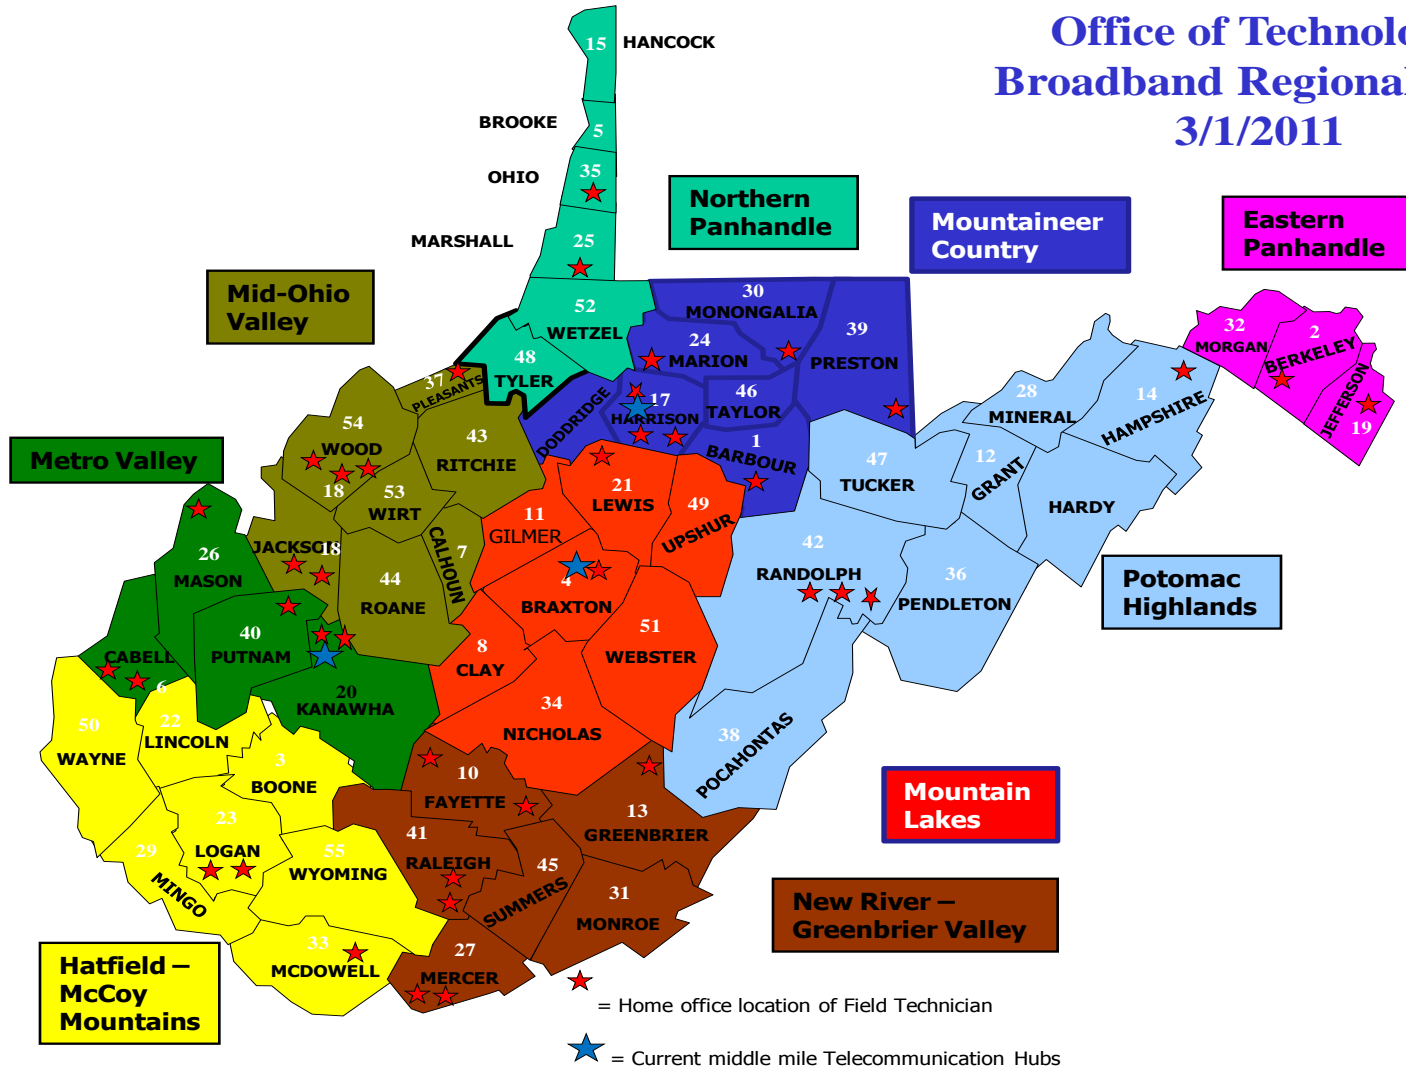 Office of Technolo
Broadband Regional
3/1/2011
15
HANCOCK
BROOKE
5
OHIO
35
MARSHALL
25
Northern
Panhandle
Mountaineer
Country
Eastern
Panhandle
Mid-Ohio
Valley
52
WETZEL
30
MONONGALIA
39
PRESTON
24
MARION
48
TYLER
37
PLEASANTS
DODDRIDGE
17
HARRISON
46
TAYLOR
1
BARBOUR
32
MORGAN
2
BERKELEY
JEFFERSON
19
28
MINERAL
14
HAMPSHIRE
12
GRANT
HARDY
47
TUCKER
Metro Valley
54
WOOD
18
43
RITCHIE
53
WIRT
JACKSON
18
44
ROANE
CALHOUN
7
26
MASON
11
GILMER
21
LEWIS
49
UPSHUR
42
RANDOLPH
36
PENDLETON
Potomac
Highlands
4
BRAXTON
51
WEBSTER
8
CLAY
34
NICHOLAS
38
POCAHONTAS
40
PUTNAM
CABELL
6
20
KANAWHA
50
WAYNE
22
LINCOLN
3
BOONE
23
LOGAN
29
MINGO
55
WYOMING
33
MCDOWELL
10
FAYETTE
13
GREENBRIER
41
RALEIGH
45
SUMMERS
31
MONROE
27
MERCER
Mountain
Lakes
New River –
Greenbrier Valley
Hatfield –
McCoy
Mountains
= Home office location of Field Technician
= Current middle mile Telecommunication Hubs